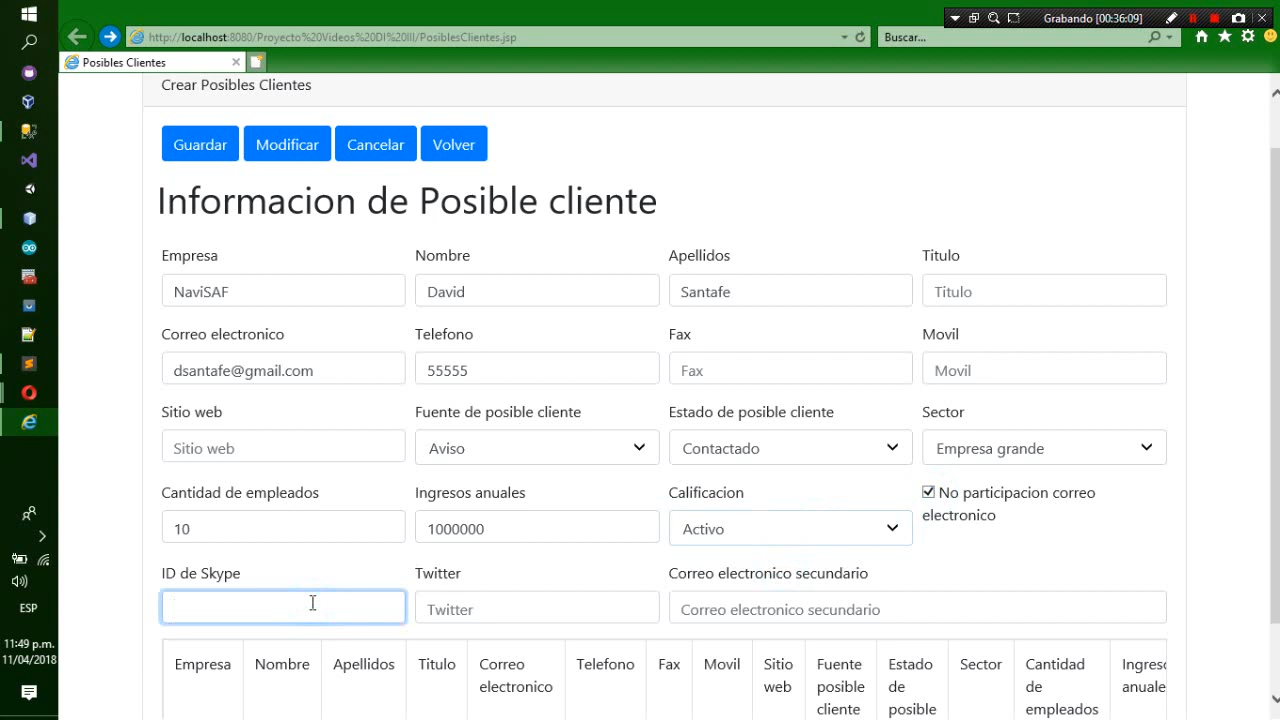 Grabando [00:36:09]
http://localhost:8080/Proyecto%20Videos%20DI%20III/PosiblesClientes.jsp
Buscar...
Posibles Clientes
Crear Posibles Clientes
Guardar
Modificar
Cancelar
Volver
Informacion de Posible cliente
Empresa
Nombre
Apellidos
Titulo
NaviSAF
David
Santafe
Titulo
Correo electronico
Telefono
Fax
Movil
dsantafe@gmail.com
55555
Fax
Movil
Sitio web
Fuente de posible cliente
Estado de posible cliente
Sector
Sitio web
Aviso
Contactado
Empresa grande
Cantidad de empleados
Ingresos anuales
Calificacion
No participacion correo
electronico
10
1000000
Activo
ID de Skype
Twitter
Correo electronico secundario
Twitter
Correo electronico secundario
Empresa
Nombre
Apellidos
Titulo
Correo
electronico
Telefono
Fax
Movil
Sitio
web
Fuente
posible
cliente
Estado
de
posible
Sector
Cantidad
de
empleados
Ingresc
anuale
ESP
11:49 p.m.
11/04/2018